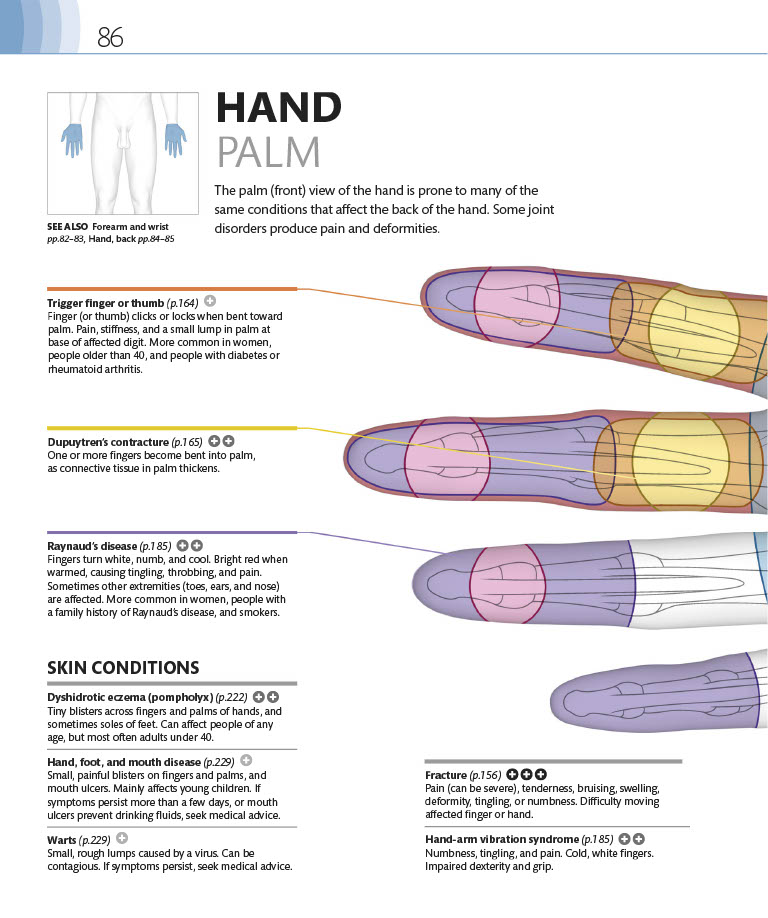 86
HAND
PALM
The palm (front) view of the hand is prone to many of the
same conditions that affect the back of the hand. Some joint
disorders produce pain and deformities.
SEE ALSO Forearm and wrist
pp.82–83, Hand, back pp.84–85
Trigger finger or thumb (p.164)
Finger (or thumb) clicks or locks when bent toward
palm. Pain, stiffness, and a small lump in palm at
base of affected digit. More common in women,
people older than 40, and people with diabetes or
rheumatoid arthritis.
Dupuytren's contracture (p.165)
One or more fingers become bent into palm,
as connective tissue in palm thickens.
Raynaud's disease (p.185)
Fingers turn white, numb, and cool. Bright red when
warmed, causing tingling, throbbing, and pain.
Sometimes other extremities (toes, ears, and nose)
are affected. More common in women, people with
a family history of Raynaud's disease, and smokers.
SKIN CONDITIONS
Dyshidrotic eczema (pompholyx) (p.222)
Tiny blisters across fingers and palms of hands, and
sometimes soles of feet. Can affect people of any
age, but most often adults under 40.
Hand, foot, and mouth disease (p.229)
Small, painful blisters on fingers and palms, and
mouth ulcers. Mainly affects young children. If
symptoms persist more than a few days, or mouth
ulcers prevent drinking fluids, seek medical advice.
Warts (p.229)
Small, rough lumps caused by a virus. Can be
contagious. If symptoms persist, seek medical advice.
Fracture (p.156)
Pain (can be severe), tenderness, bruising, swelling,
deformity, tingling, or numbness. Difficulty moving
affected finger or hand.
Hand-arm vibration syndrome (p.185)
Numbness, tingling, and pain. Cold, white fingers.
Impaired dexterity and grip.